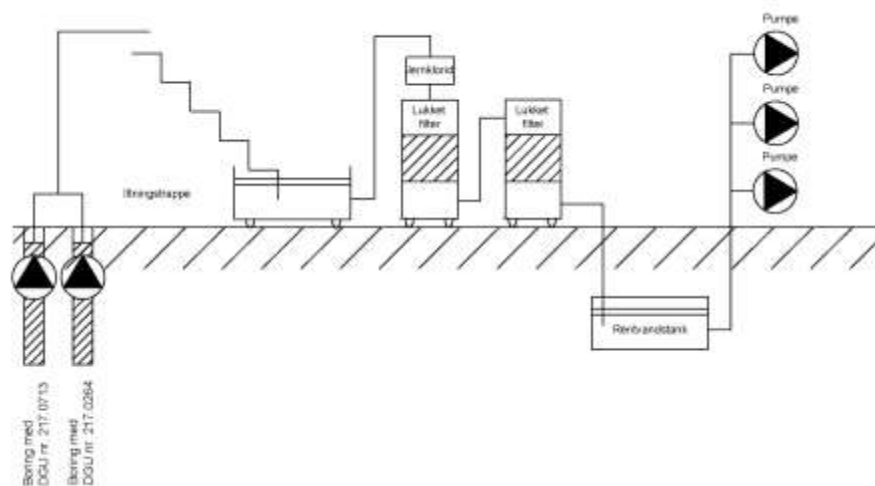 Pumpe
Jernklorid
Lukket
filter
Lukket
filter
Pumpe
Pumpe
Iltningstrappe
Rentvandstank
Boring med
DGU nr. 217.0713
Boring med
DGU nr. 217.0264